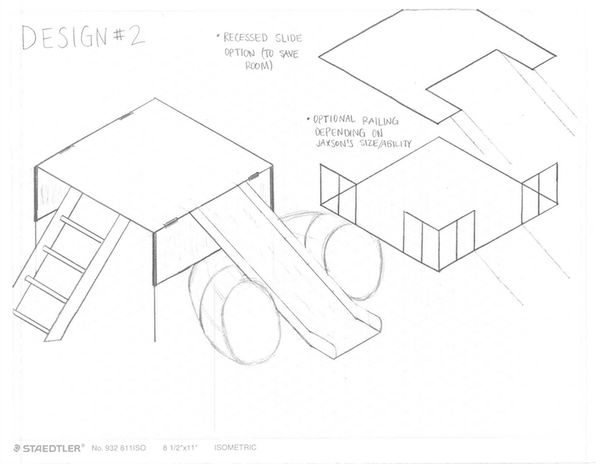 DESIGN #2
• RECESSED SLIDE
OPTION (TO SAVE
ROOM)
• OPTIONAL RAILING
DEPENDING ON
JAXSON'S SIZE/ABILITY
STAEDTLER® No. 932 811ISO 8 1/2"x11" ISOMETRIC